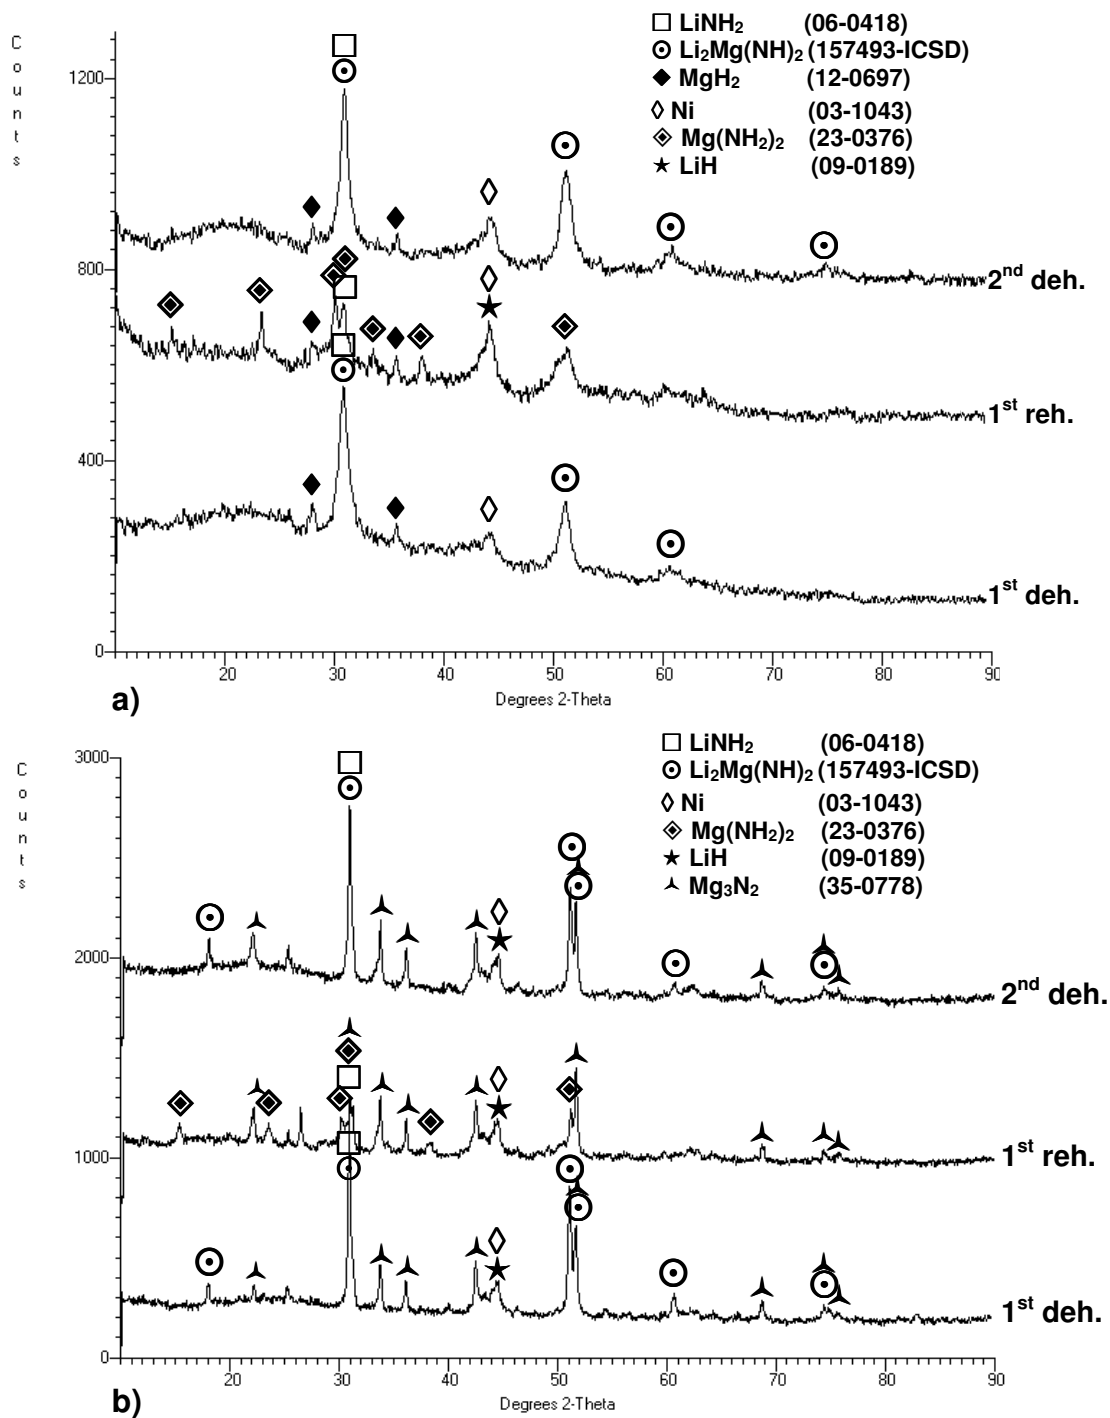 Counts
□ LiNH₂ (06-0418)
⊙ Li₂Mg(NH)₂ (157493-ICSD)
◆ MgH₂ (12-0697)
◊ Ni (03-1043)
◈ Mg(NH₂)₂ (23-0376)
★ LiH (09-0189)
1200
800
400
0
2ⁿᵈ deh.
1ˢᵗ reh.
1ˢᵗ deh.
20 30 40 50 60 70 80 90
a)
Degrees 2-Theta
Counts
□ LiNH₂ (06-0418)
⊙ Li₂Mg(NH)₂ (157493-ICSD)
◊ Ni (03-1043)
◈ Mg(NH₂)₂ (23-0376)
★ LiH (09-0189)
⅄ Mg₃N₂ (35-0778)
3000
2000
1000
0
2ⁿᵈ deh.
1ˢᵗ reh.
1ˢᵗ deh.
20 30 40 50 60 70 80 90
b)
Degrees 2-Theta